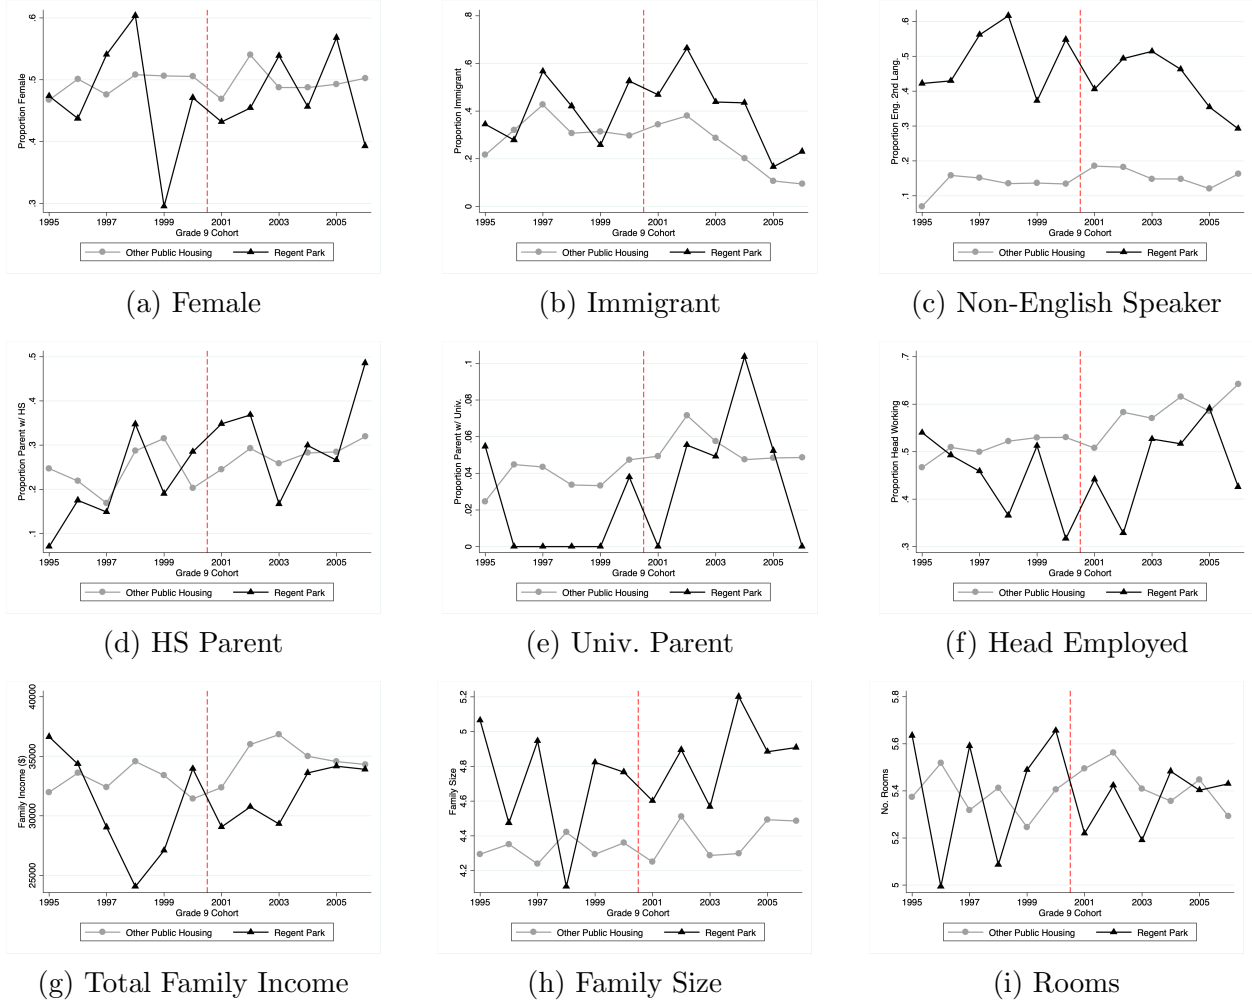 Proportion Female
.6
.5
.4
.3
1995 1997 1999 2001 2003 2005
Grade 9 Cohort
Other Public Housing Regent Park
(a) Female
Proportion Immigrant
.8
.6
.4
.2
0
1995 1997 1999 2001 2003 2005
Grade 9 Cohort
Other Public Housing Regent Park
(b) Immigrant
Proportion Eng. 2nd Lang.
.6
.5
.4
.3
.2
.1
1995 1997 1999 2001 2003 2005
Grade 9 Cohort
Other Public Housing Regent Park
(c) Non-English Speaker
Proportion Parent w/ HS
.5
.4
.3
.2
.1
1995 1997 1999 2001 2003 2005
Grade 9 Cohort
Other Public Housing Regent Park
(d) HS Parent
Proportion Parent w/ Univ.
.1
.08
.06
.04
.02
0
1995 1997 1999 2001 2003 2005
Grade 9 Cohort
Other Public Housing Regent Park
(e) Univ. Parent
Proportion Head Working
.7
.6
.5
.4
.3
1995 1997 1999 2001 2003 2005
Grade 9 Cohort
Other Public Housing Regent Park
(f) Head Employed
Family Income ($)
40000
35000
30000
25000
1995 1997 1999 2001 2003 2005
Grade 9 Cohort
Other Public Housing Regent Park
(g) Total Family Income
Family Size
5.2
5
4.8
4.6
4.4
4.2
1995 1997 1999 2001 2003 2005
Grade 9 Cohort
Other Public Housing Regent Park
(h) Family Size
No. Rooms
5.8
5.6
5.4
5.2
5
1995 1997 1999 2001 2003 2005
Grade 9 Cohort
Other Public Housing Regent Park
(i) Rooms